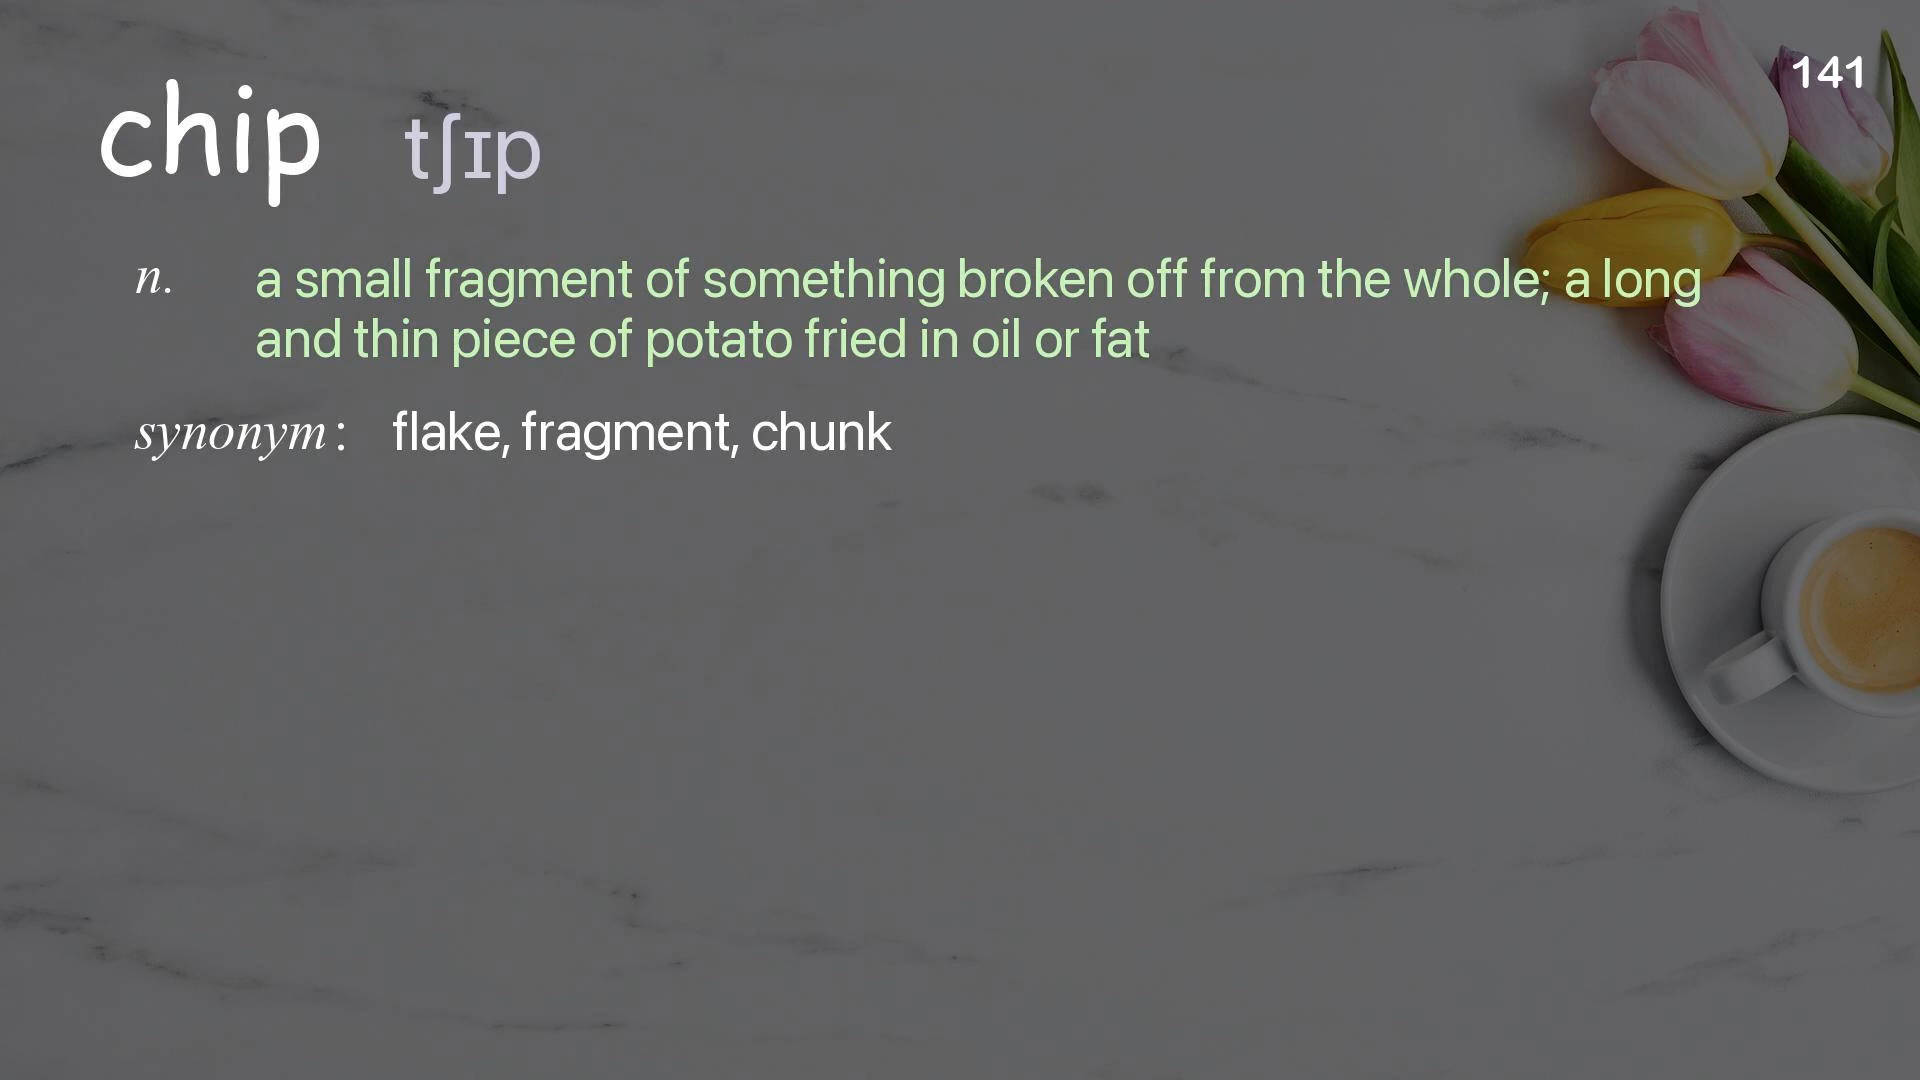 141
chip tʃɪp
n. a small fragment of something broken off from the whole; a long
and thin piece of potato fried in oil or fat
synonym: flake, fragment, chunk